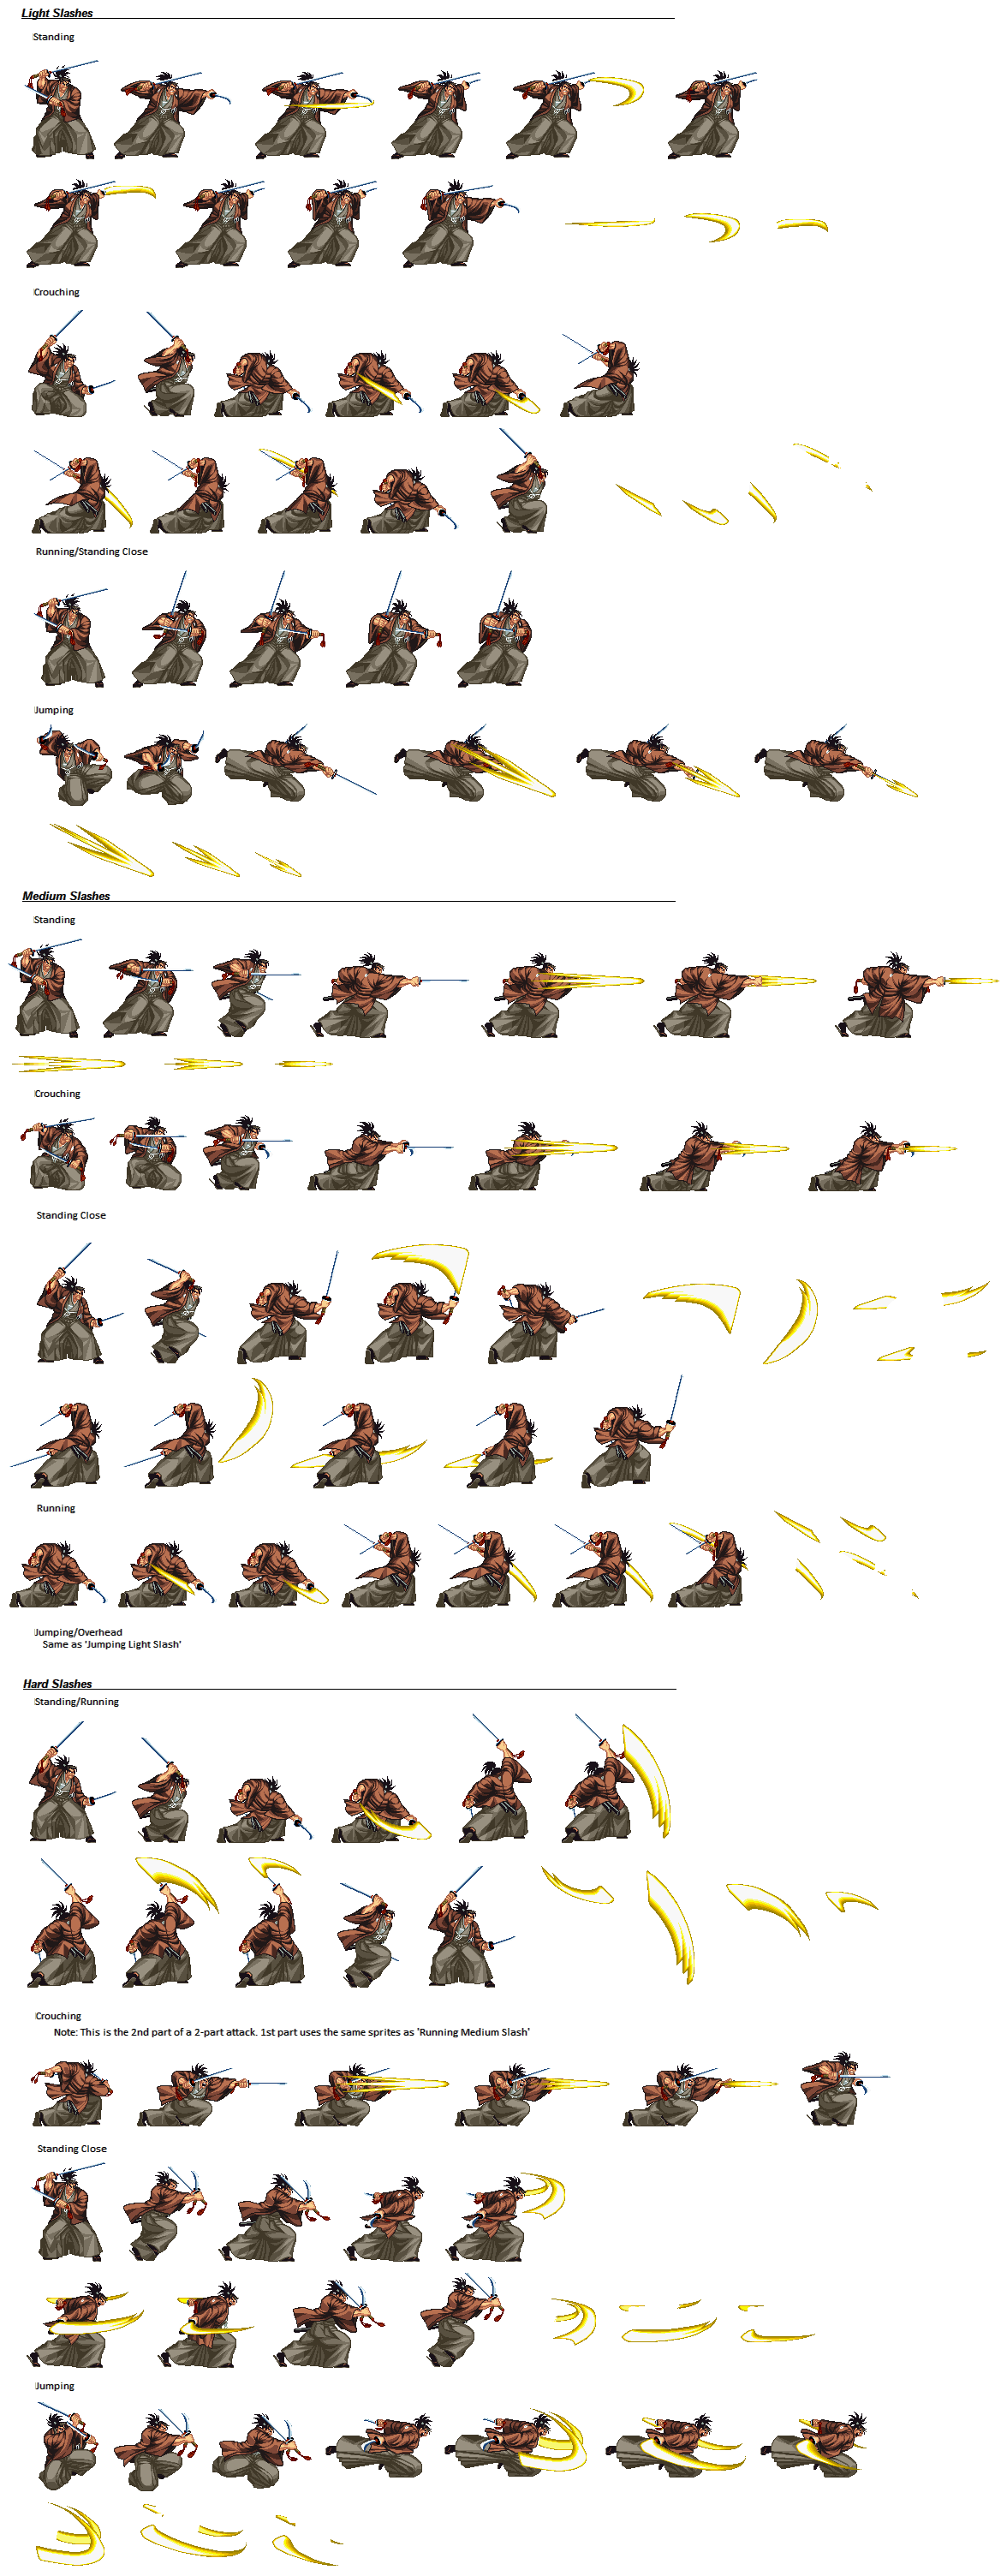 Light Slashes
Standing
Crouching
Running/Standing Close
Jumping
Medium Slashes
Standing
Crouching
Standing Close
Running
Jumping/Overhead
Same as 'Jumping Light Slash'
Hard Slashes
Standing/Running
Crouching
Note: This is the 2nd part of a 2-part attack. 1st part uses the same sprites as 'Running Medium Slash'
Standing Close
Jumping